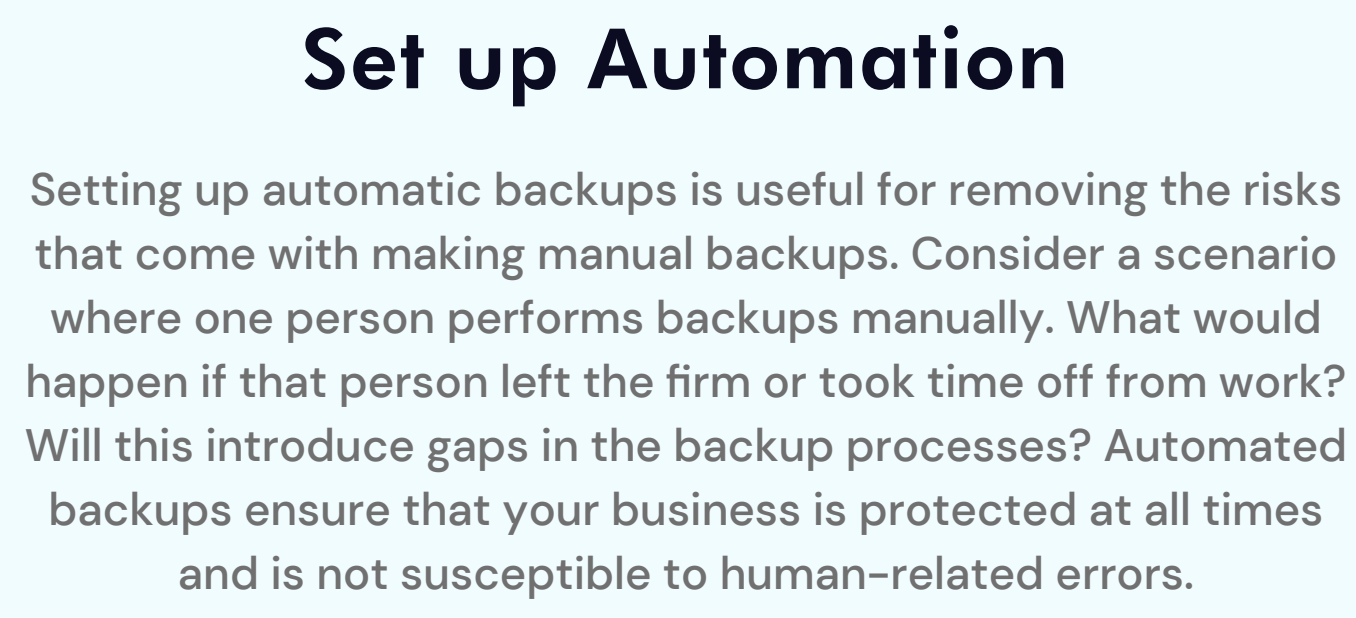 Set up Automation
Setting up automatic backups is useful for removing the risks
that come with making manual backups. Consider a scenario
where one person performs backups manually. What would
happen if that person left the firm or took time off from work?
Will this introduce gaps in the backup processes? Automated
backups ensure that your business is protected at all times
and is not susceptible to human-related errors.